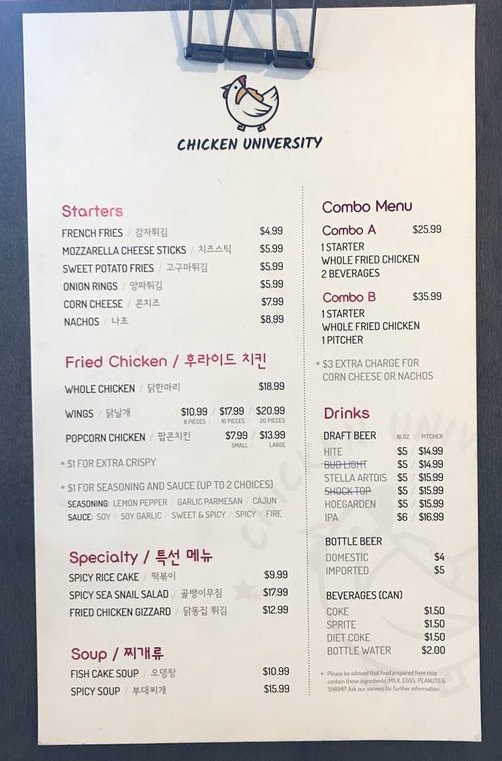 CHICKEN UNIVERSITY
Starters
FRENCH FRIES / 감자튀김 $4.99
MOZZARELLA CHEESE STICKS / 치즈스틱 $5.99
SWEET POTATO FRIES / 고구마튀김 $5.99
ONION RINGS / 양파튀김 $5.99
CORN CHEESE / 콘치즈 $7.99
NACHOS / 나초 $8.99
Fried Chicken / 후라이드 치킨
WHOLE CHICKEN / 닭한마리 $18.99
WINGS / 닭날개 $10.99 / $17.99 / $20.99
8 PIECES / 16 PIECES / 20 PIECES
POPCORN CHICKEN / 팝콘치킨 $7.99 / $13.99
SMALL / LARGE
* $1 FOR EXTRA CRISPY
* $1 FOR SEASONING AND SAUCE (UP TO 2 CHOICES)
SEASONING: LEMON PEPPER / GARLIC PARMESAN / CAJUN
SAUCE: SOY / SOY GARLIC / SWEET & SPICY / SPICY / FIRE
Specialty / 특선 메뉴
SPICY RICE CAKE / 떡볶이 $9.99
SPICY SEA SNAIL SALAD / 골뱅이무침 $17.99
FRIED CHICKEN GIZZARD / 닭똥집 튀김 $12.99
Soup / 찌개류
FISH CAKE SOUP / 오뎅탕 $10.99
SPICY SOUP / 부대찌개 $15.99
Combo Menu
Combo A $25.99
1 STARTER
WHOLE FRIED CHICKEN
2 BEVERAGES
Combo B $35.99
1 STARTER
WHOLE FRIED CHICKEN
1 PITCHER
* $3 EXTRA CHARGE FOR
CORN CHEESE OR NACHOS
Drinks
DRAFT BEER 16 OZ / PITCHER
HITE $5 / $14.99
BUD LIGHT $5 / $14.99
STELLA ARTOIS $5 / $15.99
SHOCK TOP $5 / $15.99
HOEGARDEN $5 / $15.99
IPA $6 / $16.99
BOTTLE BEER
DOMESTIC $4
IMPORTED $5
BEVERAGES (CAN)
COKE $1.50
SPRITE $1.50
DIET COKE $1.50
BOTTLE WATER $2.00
* Please be advised that food prepared here may
contain these ingredients: MILK, EGGS, PEANUTS &
SHRIMP. Ask our servers for further information.